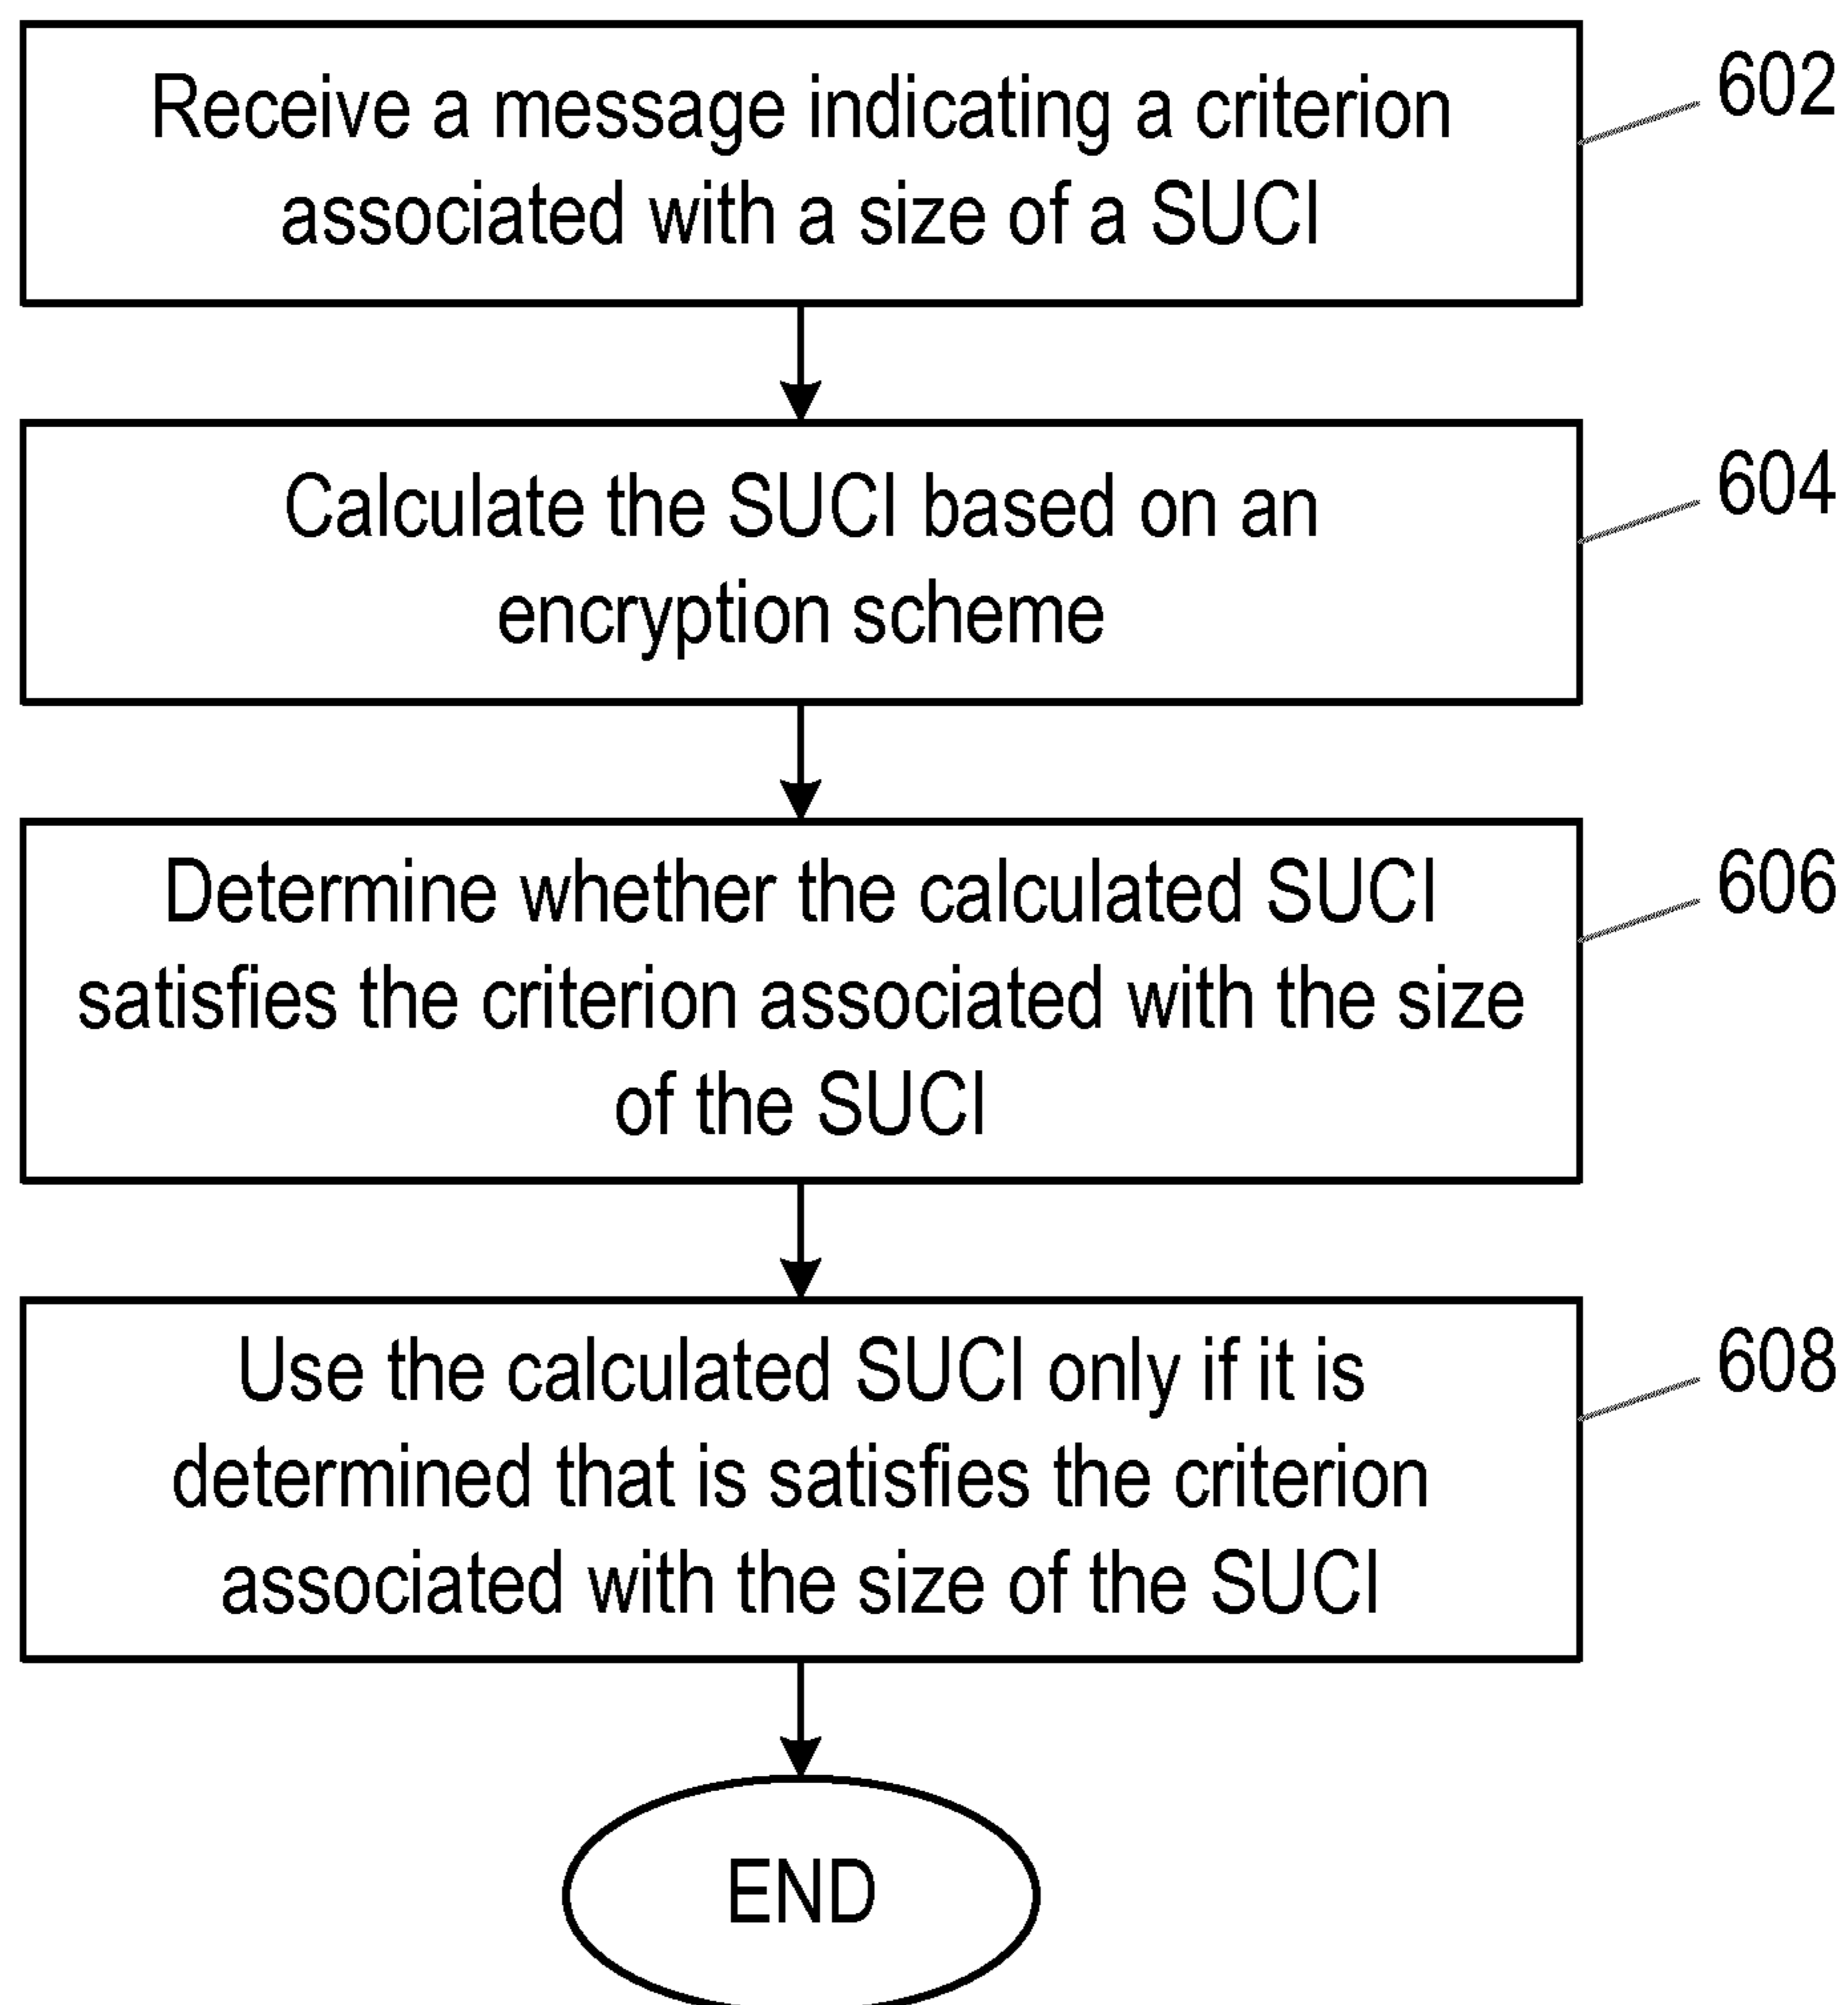 Receive a message indicating a criterion
associated with a size of a SUCI
602
Calculate the SUCI based on an
encryption scheme
604
Determine whether the calculated SUCI
satisfies the criterion associated with the size
of the SUCI
606
Use the calculated SUCI only if it is
determined that is satisfies the criterion
associated with the size of the SUCI
608
END